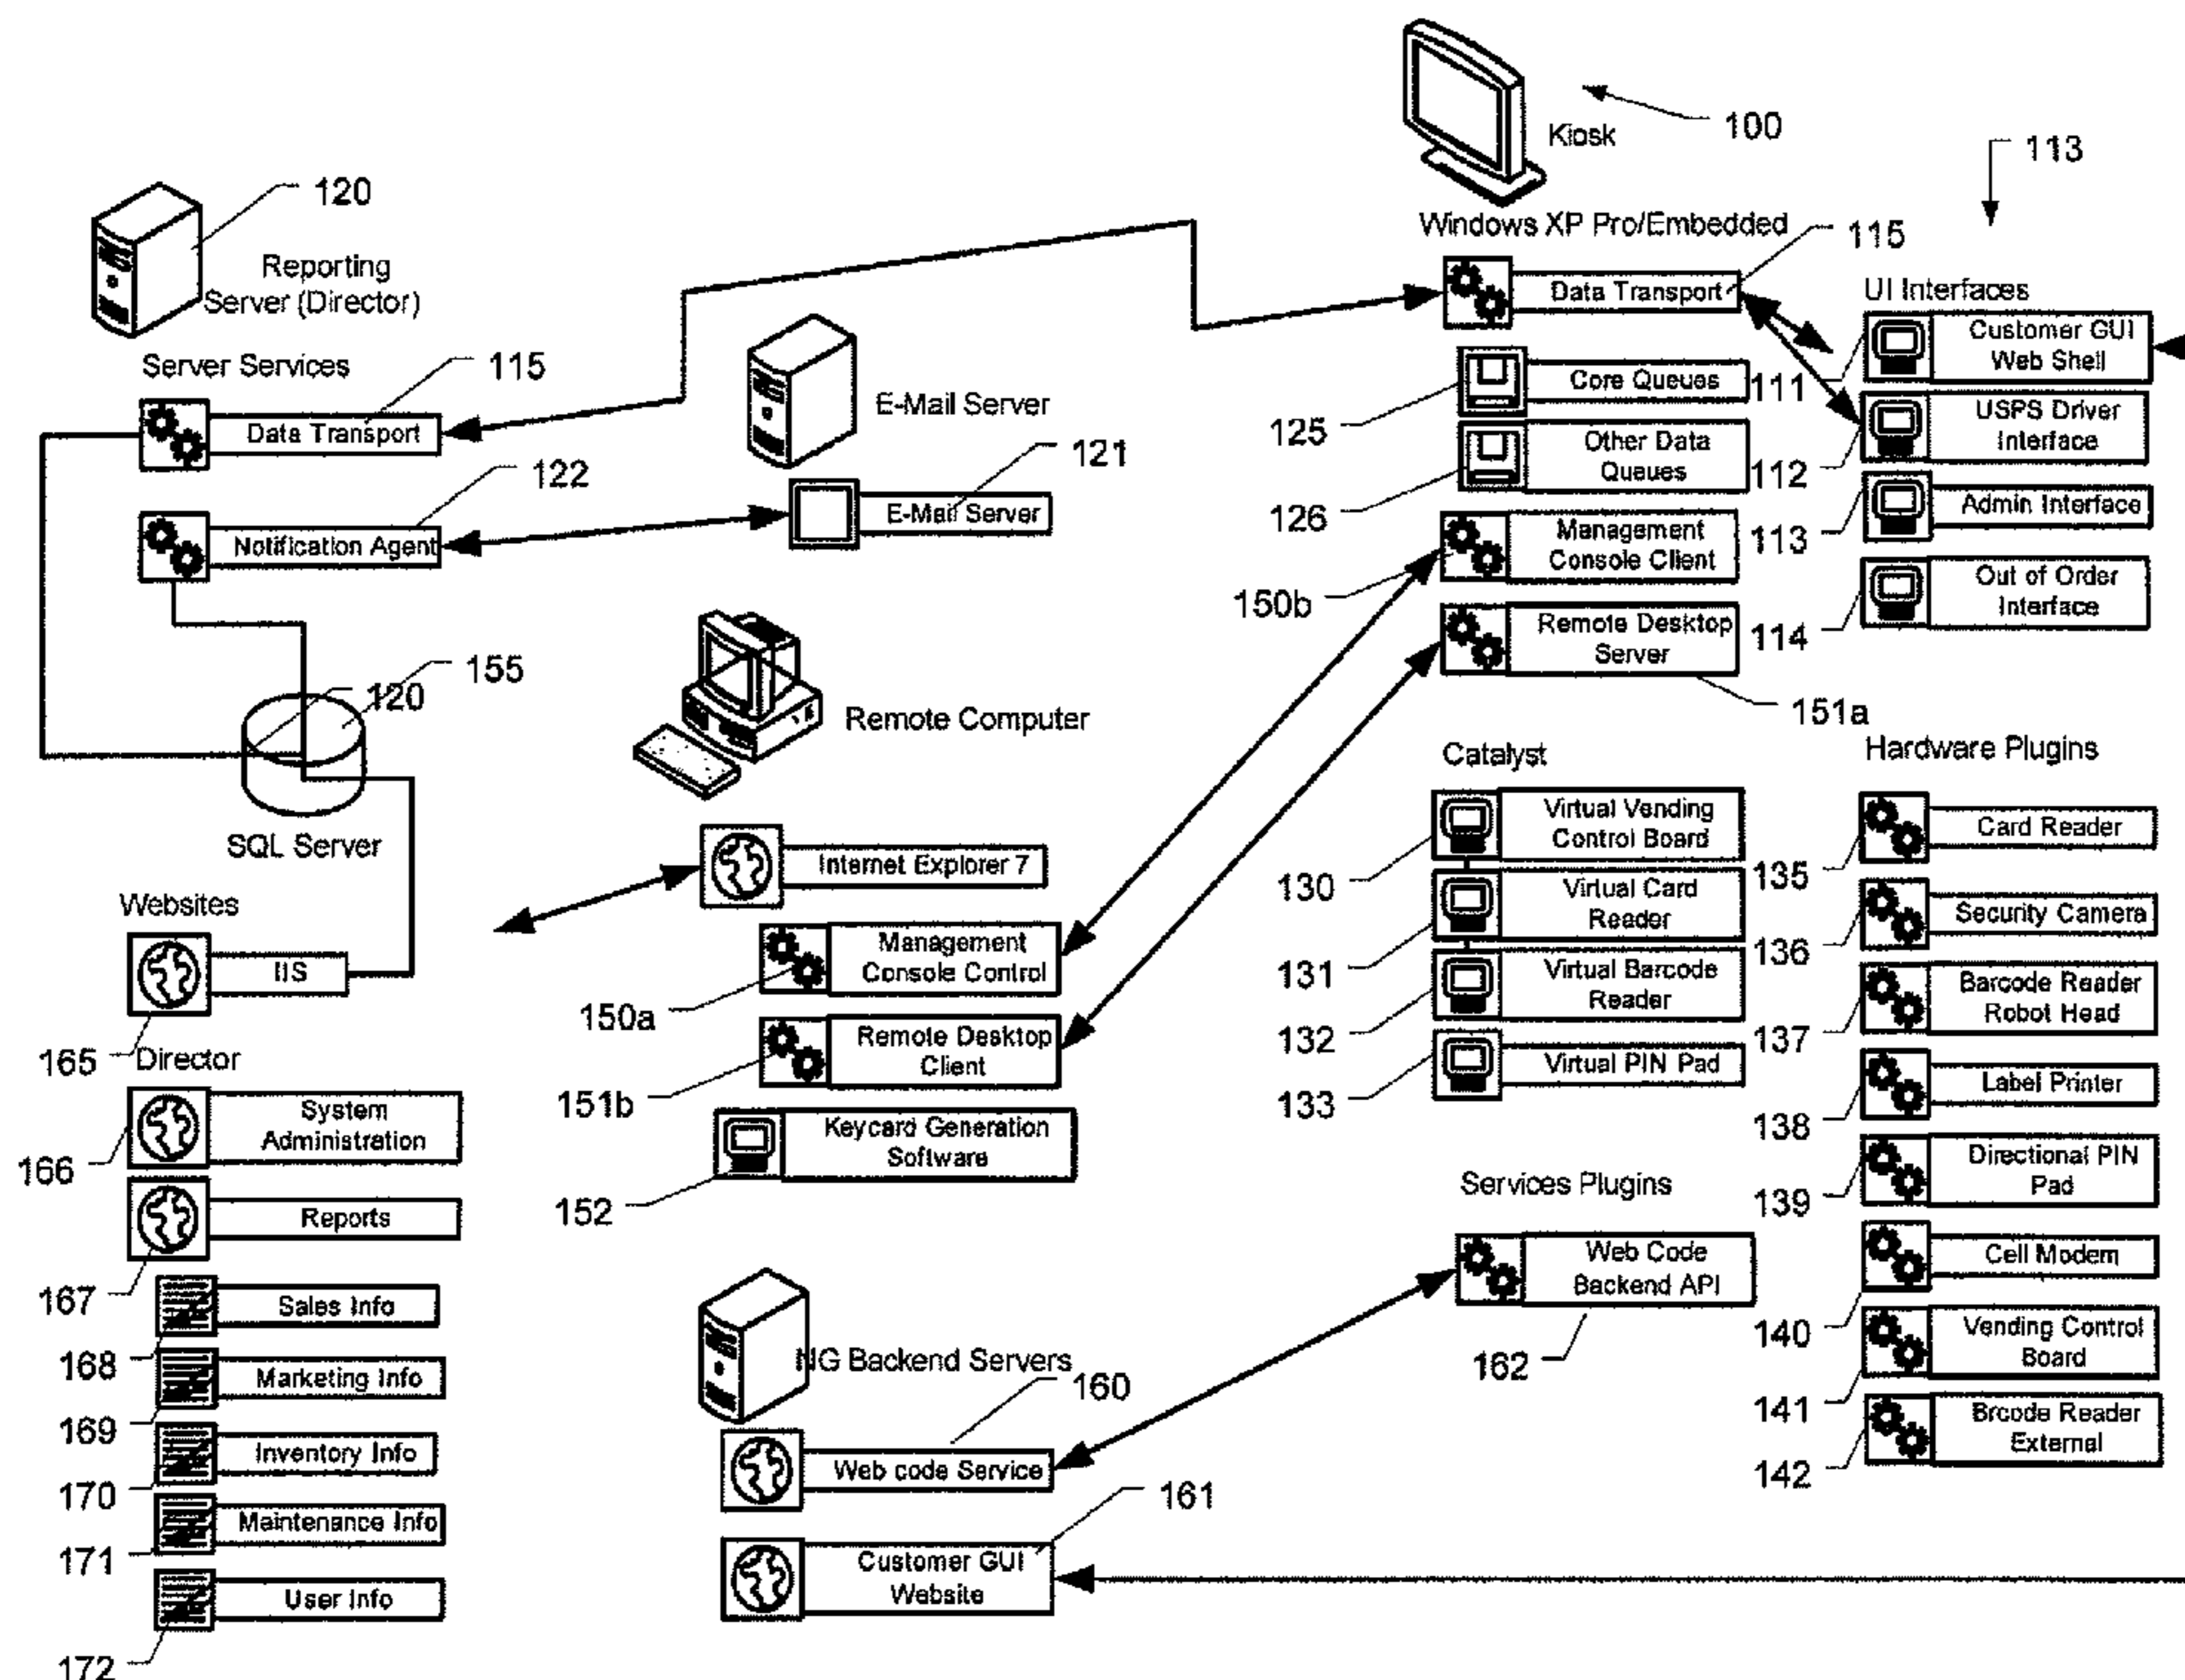 100
Kiosk
113
120
Reporting
Server (Director)
Windows XP Pro/Embedded
115
Data Transport
UI Interfaces
Customer GUI
Web Shell
111
Server Services
115
Data Transport
E-Mail Server
121
E-Mail Server
122
Notification Agent
Core Queues
125
Other Data
Queues
126
USPS Driver
Interface
112
Admin Interface
113
Management
Console Client
150b
Out of Order
Interface
114
Remote Desktop
Server
151a
155
120
SQL Server
Remote Computer
Internet Explorer 7
Management
Console Control
150a
Remote Desktop
Client
151b
Keycard Generation
Software
152
Catalyst
Virtual Vending
Control Board
130
Virtual Card
Reader
131
Virtual Barcode
Reader
132
Virtual PIN Pad
133
Hardware Plugins
Card Reader
135
Security Camera
136
Barcode Reader
Robot Head
137
Label Printer
138
Directional PIN
Pad
139
Cell Modem
140
Vending Control
Board
141
Brcode Reader
External
142
Websites
IIS
165
Director
System
Administration
166
Reports
167
Sales Info
168
Marketing Info
169
Inventory Info
170
Maintenance Info
171
User Info
172
Services Plugins
Web Code
Backend API
162
NG Backend Servers
160
Web code Service
161
Customer GUI
Website